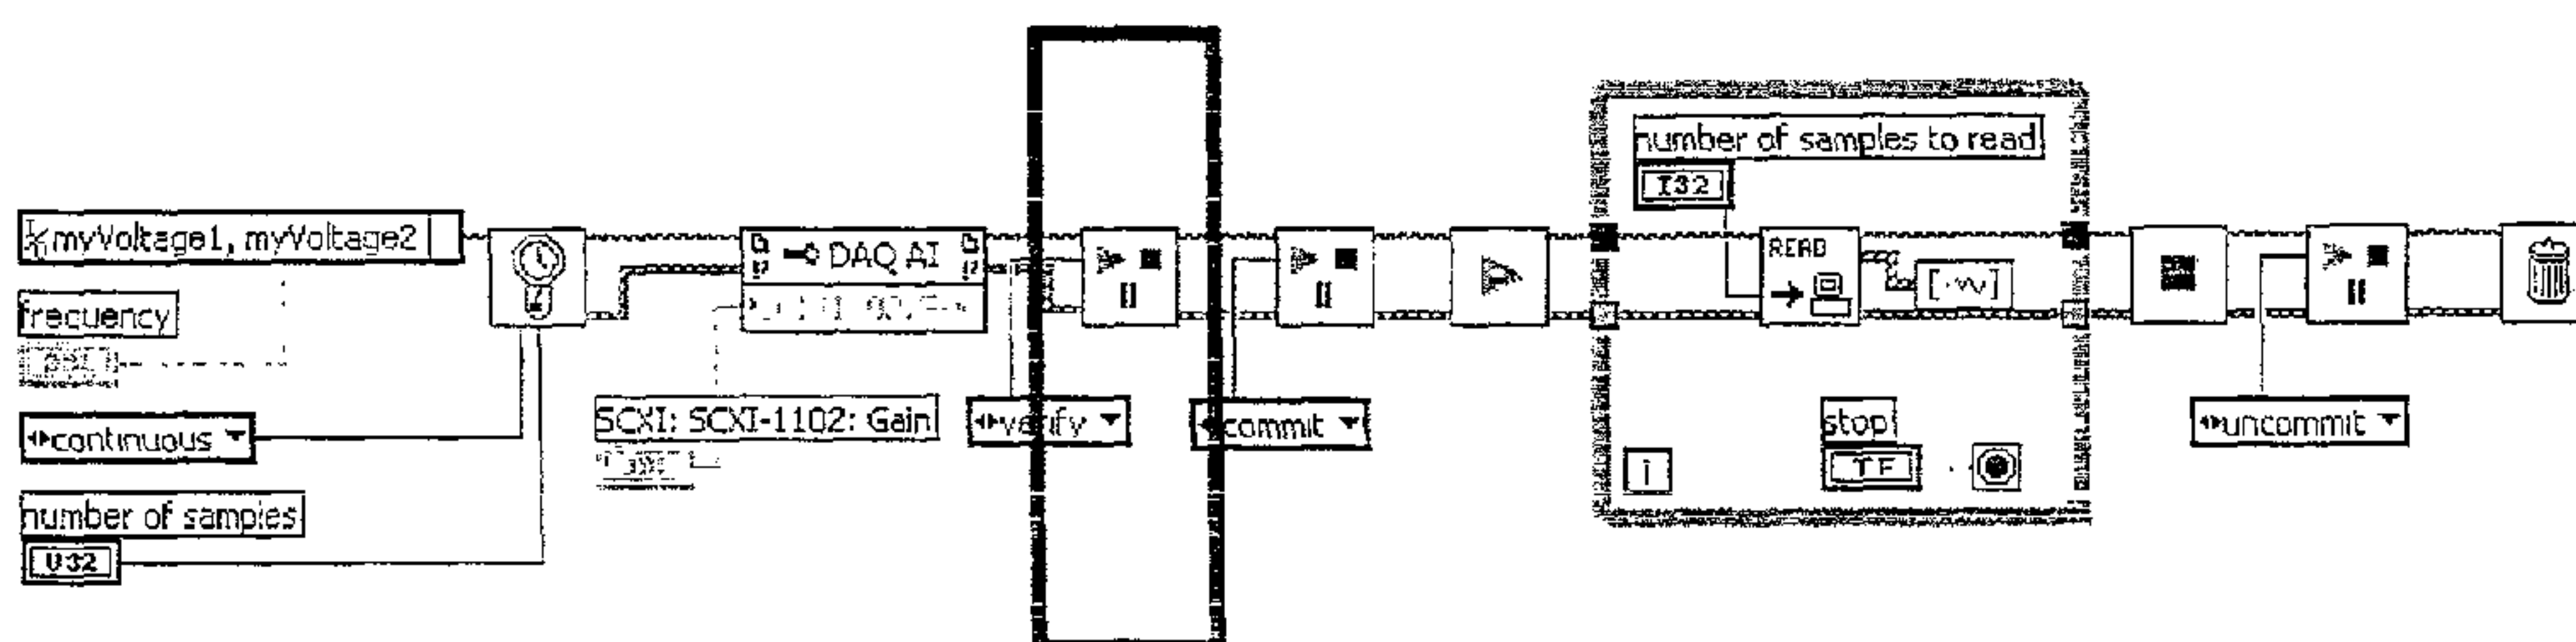 myVoltage1, myVoltage2
frequency
continuous
number of samples
U32
DAQ AI
SCXI: SCXI-1102: Gain
verify
commit
number of samples to read
I32
READ
i
stop
TF
uncommit